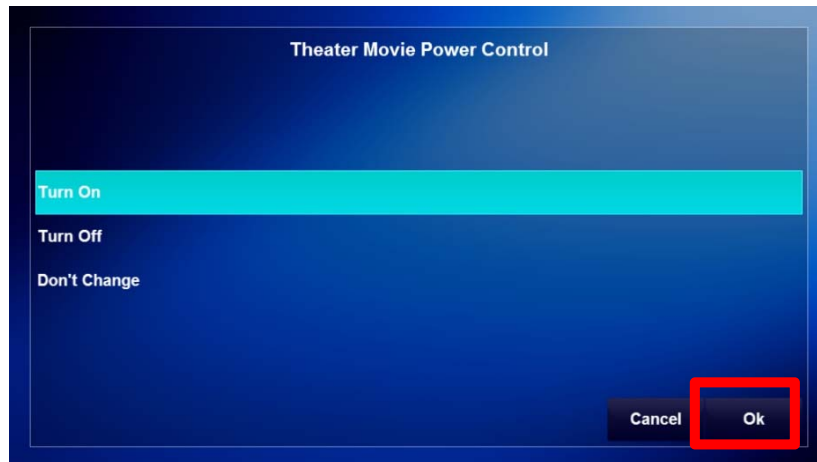 Theater Movie Power Control
Turn On
Turn Off
Don't Change
Cancel Ok